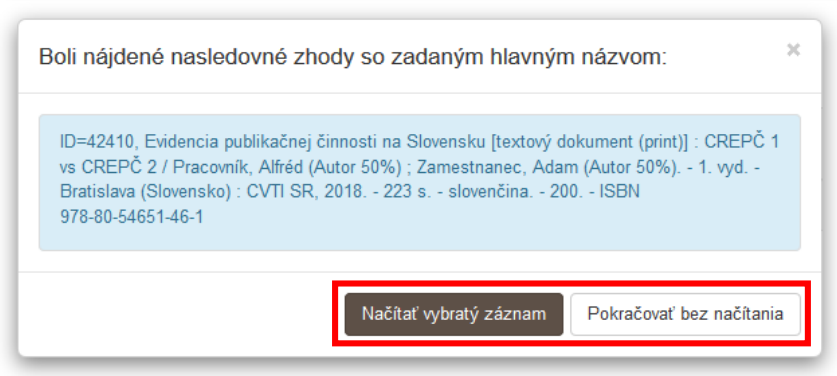 Boli nájdené nasledovné zhody so zadaným hlavným názvom:
×
ID=42410, Evidencia publikačnej činnosti na Slovensku [textový dokument (print)] : CREPČ 1
vs CREPČ 2 / Pracovník, Alfréd (Autor 50%) ; Zamestnanec, Adam (Autor 50%). - 1. vyd. -
Bratislava (Slovensko) : CVTI SR, 2018. - 223 s. - slovenčina. - 200. - ISBN
978-80-54651-46-1
Načítať vybratý záznam Pokračovať bez načítania